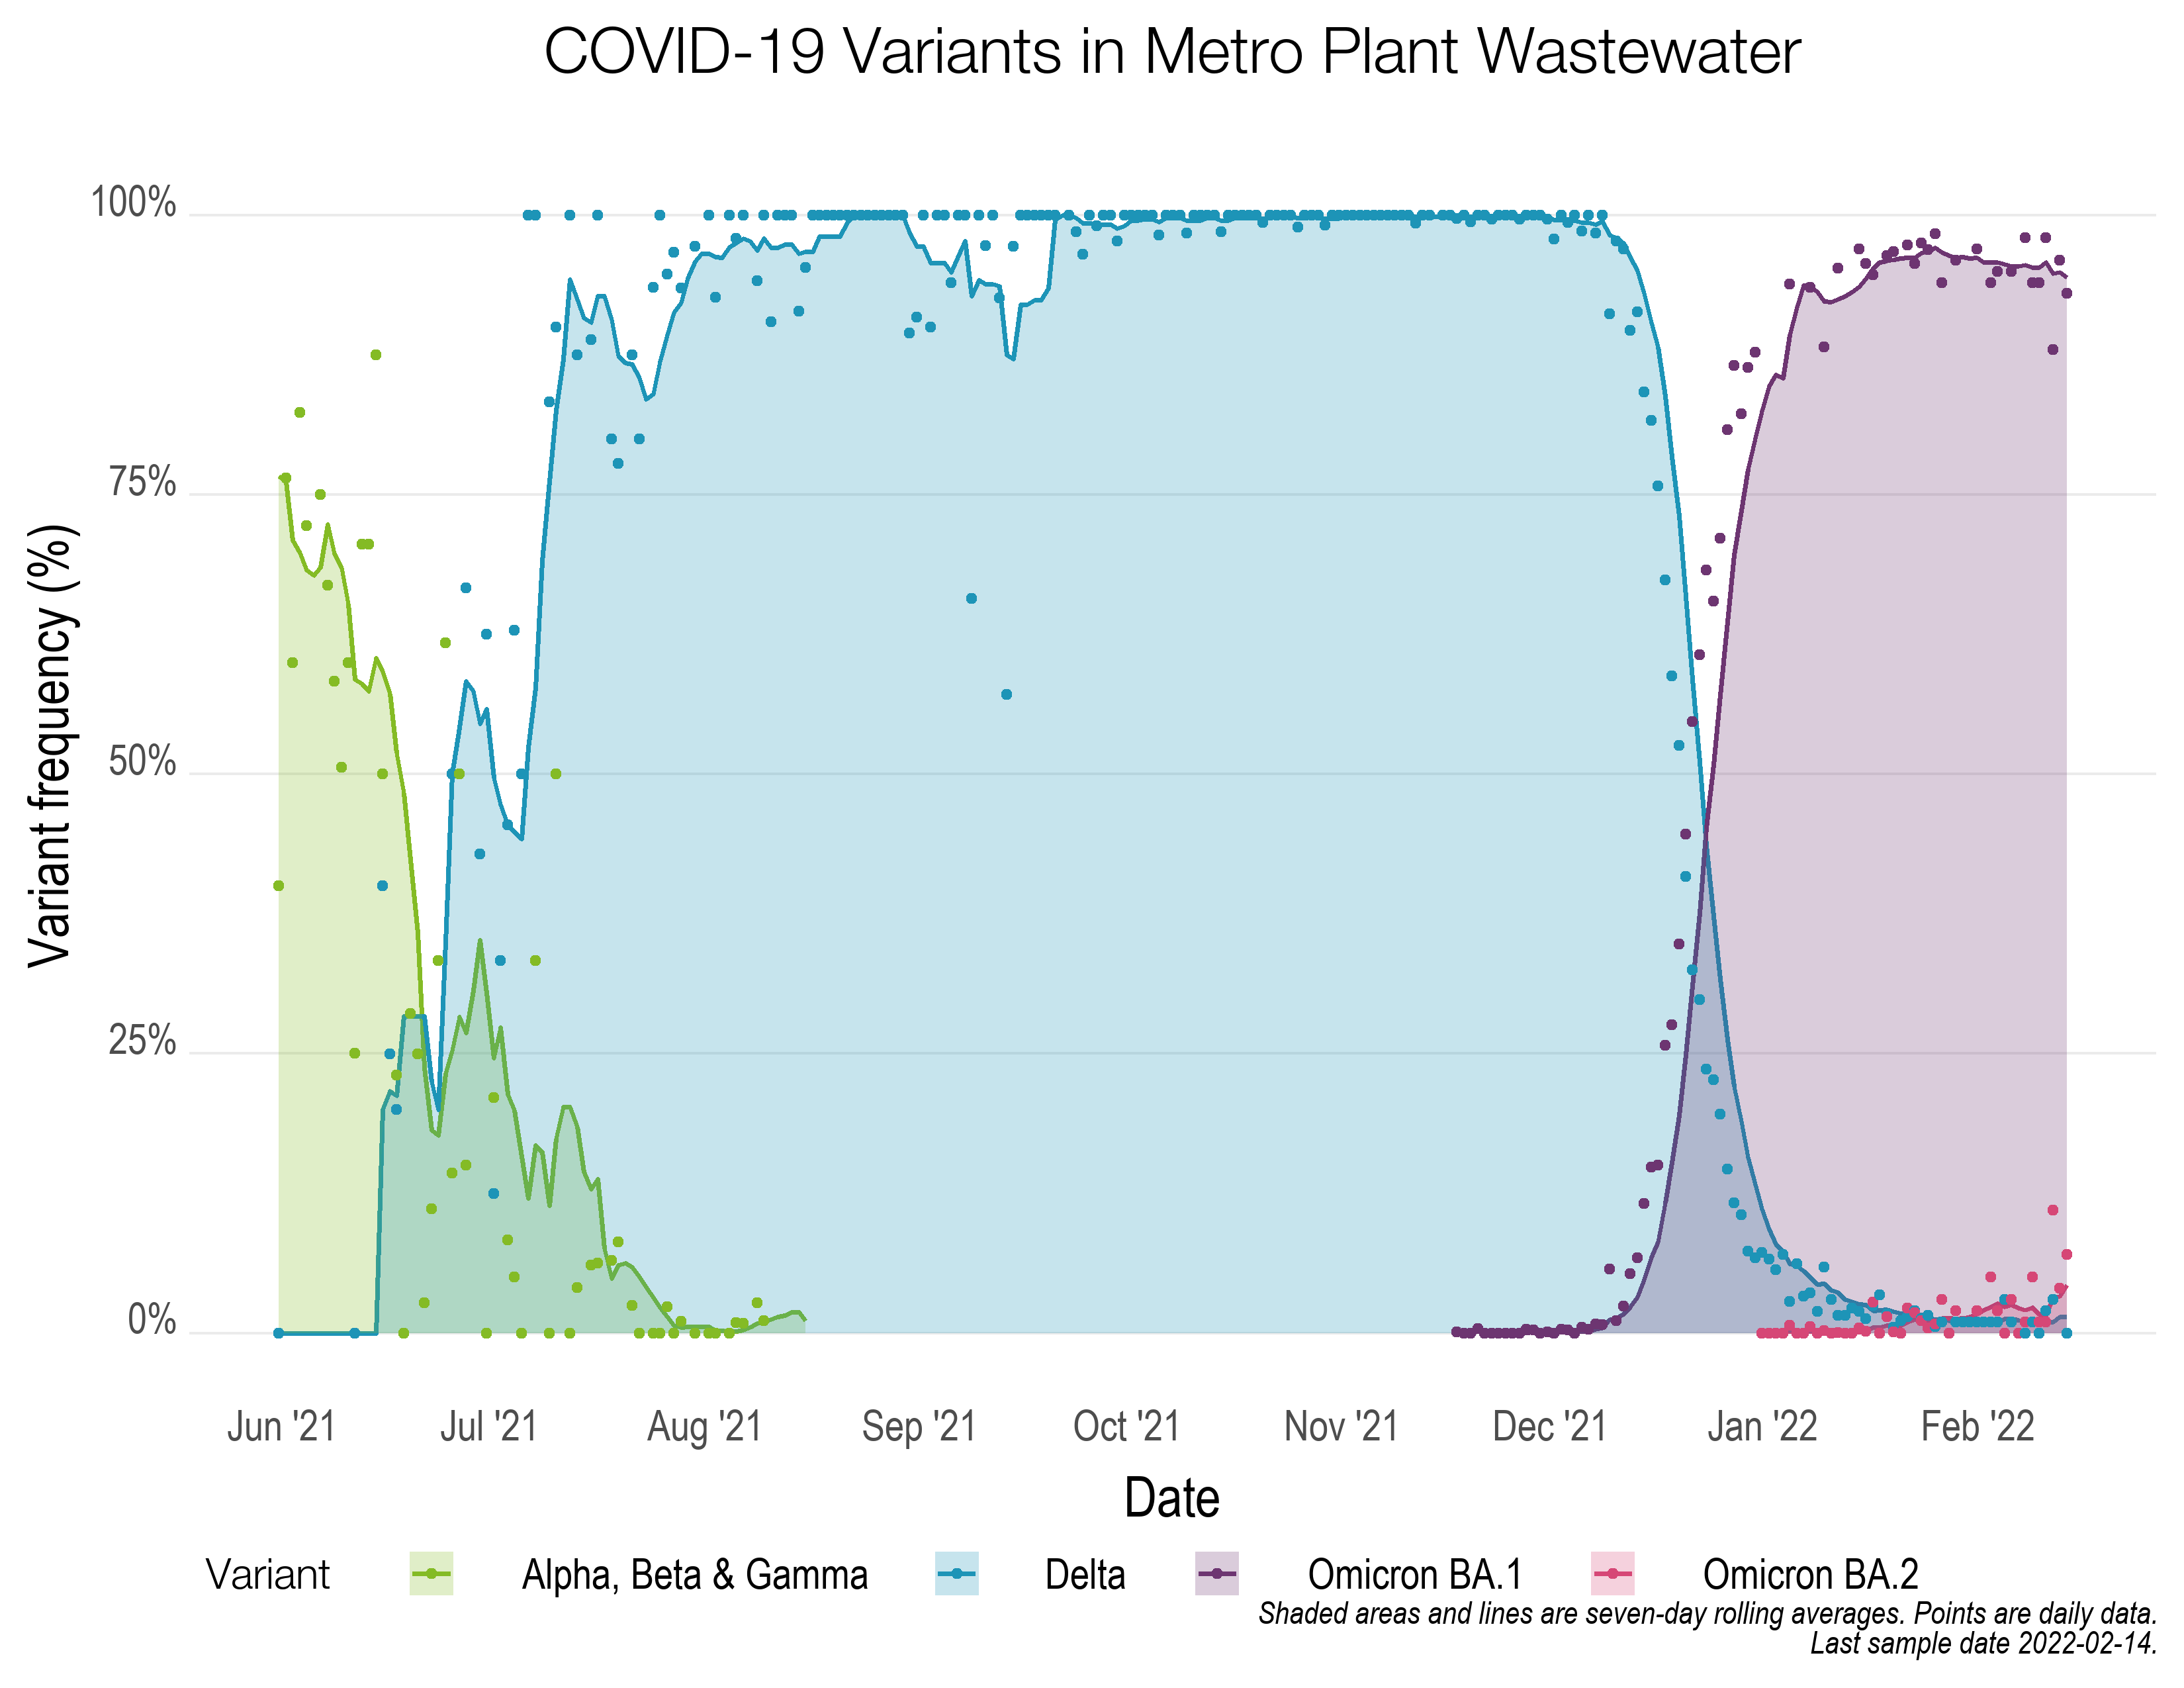 COVID-19 Variants in Metro Plant Wastewater
100%
75%
50%
25%
0%
Variant frequency (%)
Jun '21 Jul '21 Aug '21 Sep '21 Oct '21 Nov '21 Dec '21 Jan '22 Feb '22
Date
Variant Alpha, Beta & Gamma Delta Omicron BA.1 Omicron BA.2
Shaded areas and lines are seven-day rolling averages. Points are daily data.
Last sample date 2022-02-14.